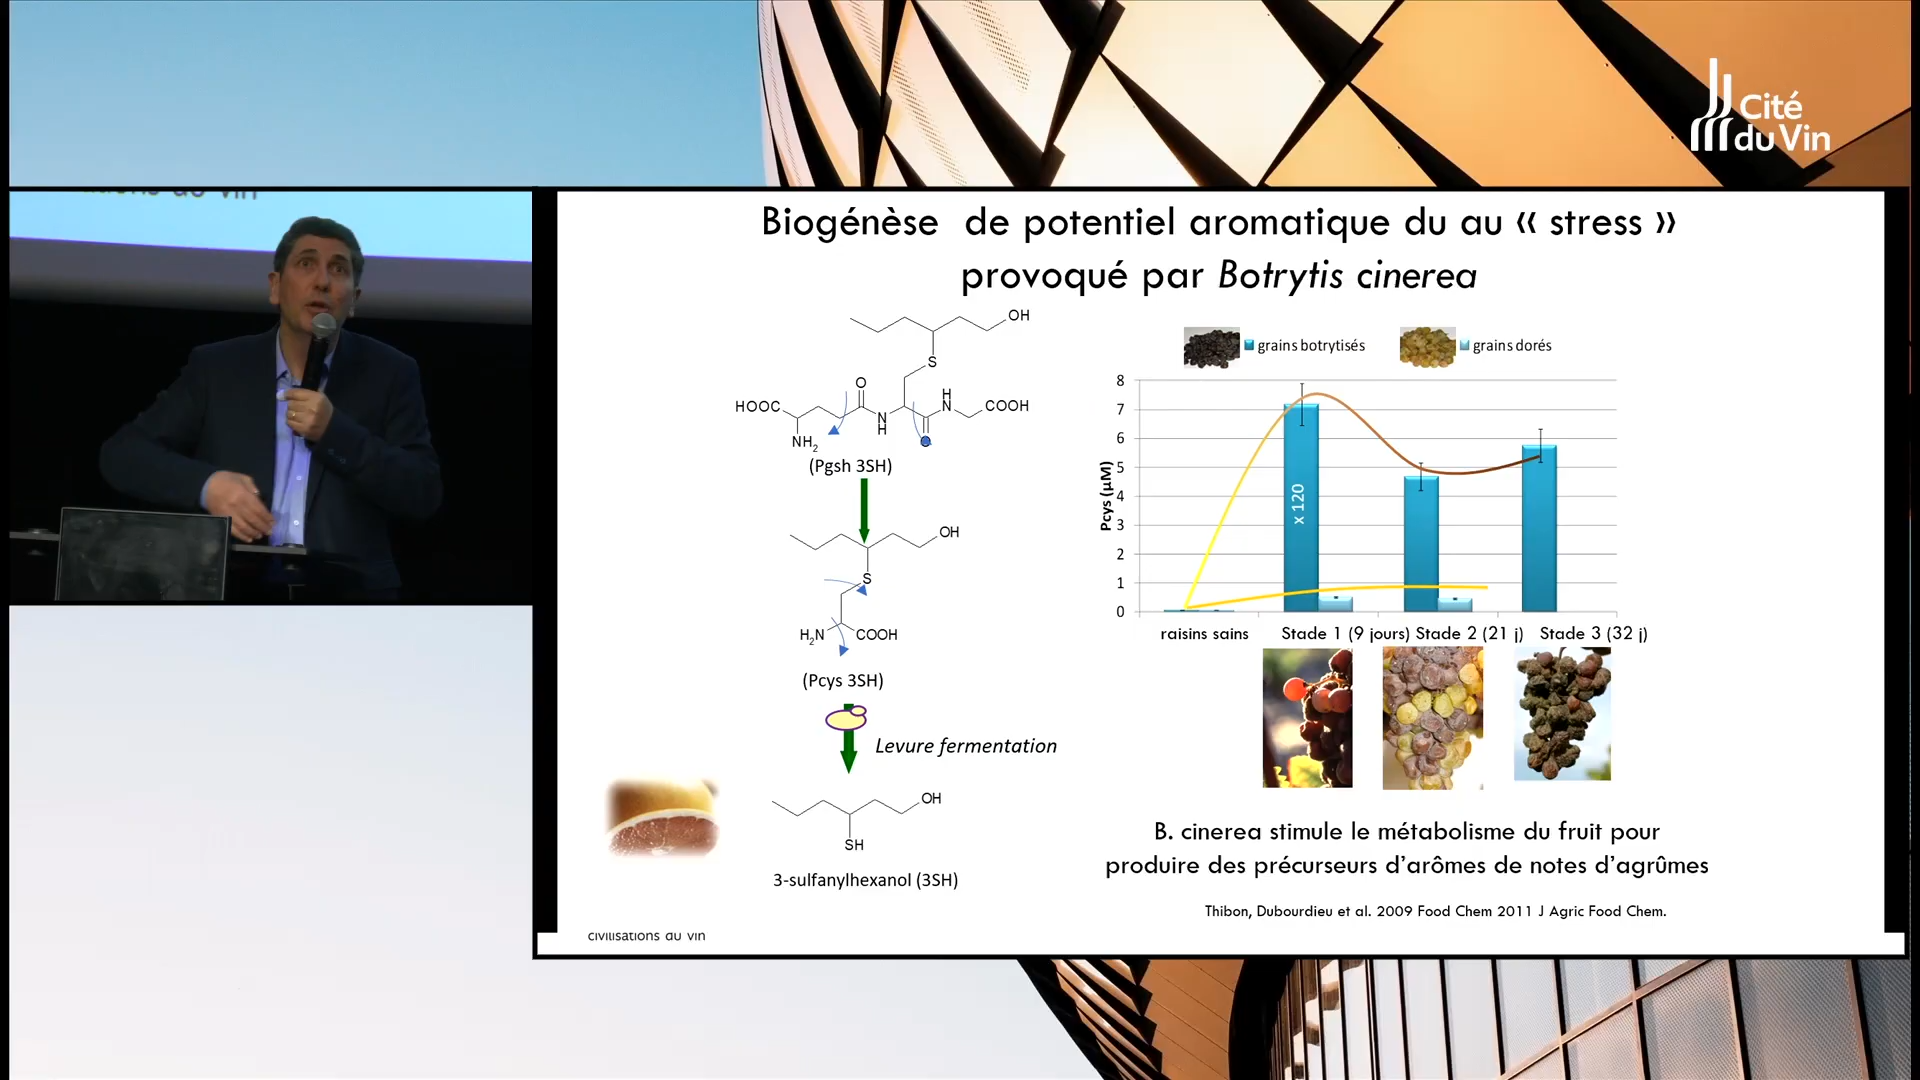 Cité
du Vin
Biogénèse de potentiel aromatique du au « stress »
provoqué par Botrytis cinerea
OH
S
O
H
HOOC
N
COOH
N
H
NH2
O
(Pgsh 3SH)
OH
S
H2N
COOH
(Pcys 3SH)
Levure fermentation
OH
SH
3-sulfanylhexanol (3SH)
grains botrytisés
grains dorés
Pcys (µM)
8
7
6
5
4
3
2
1
0
x 120
raisins sains
Stade 1 (9 jours)
Stade 2 (21 j)
Stade 3 (32 j)
B. cinerea stimule le métabolisme du fruit pour
produire des précurseurs d'arômes de notes d'agrûmes
Thibon, Dubourdieu et al. 2009 Food Chem 2011 J Agric Food Chem.
civilisations du vin